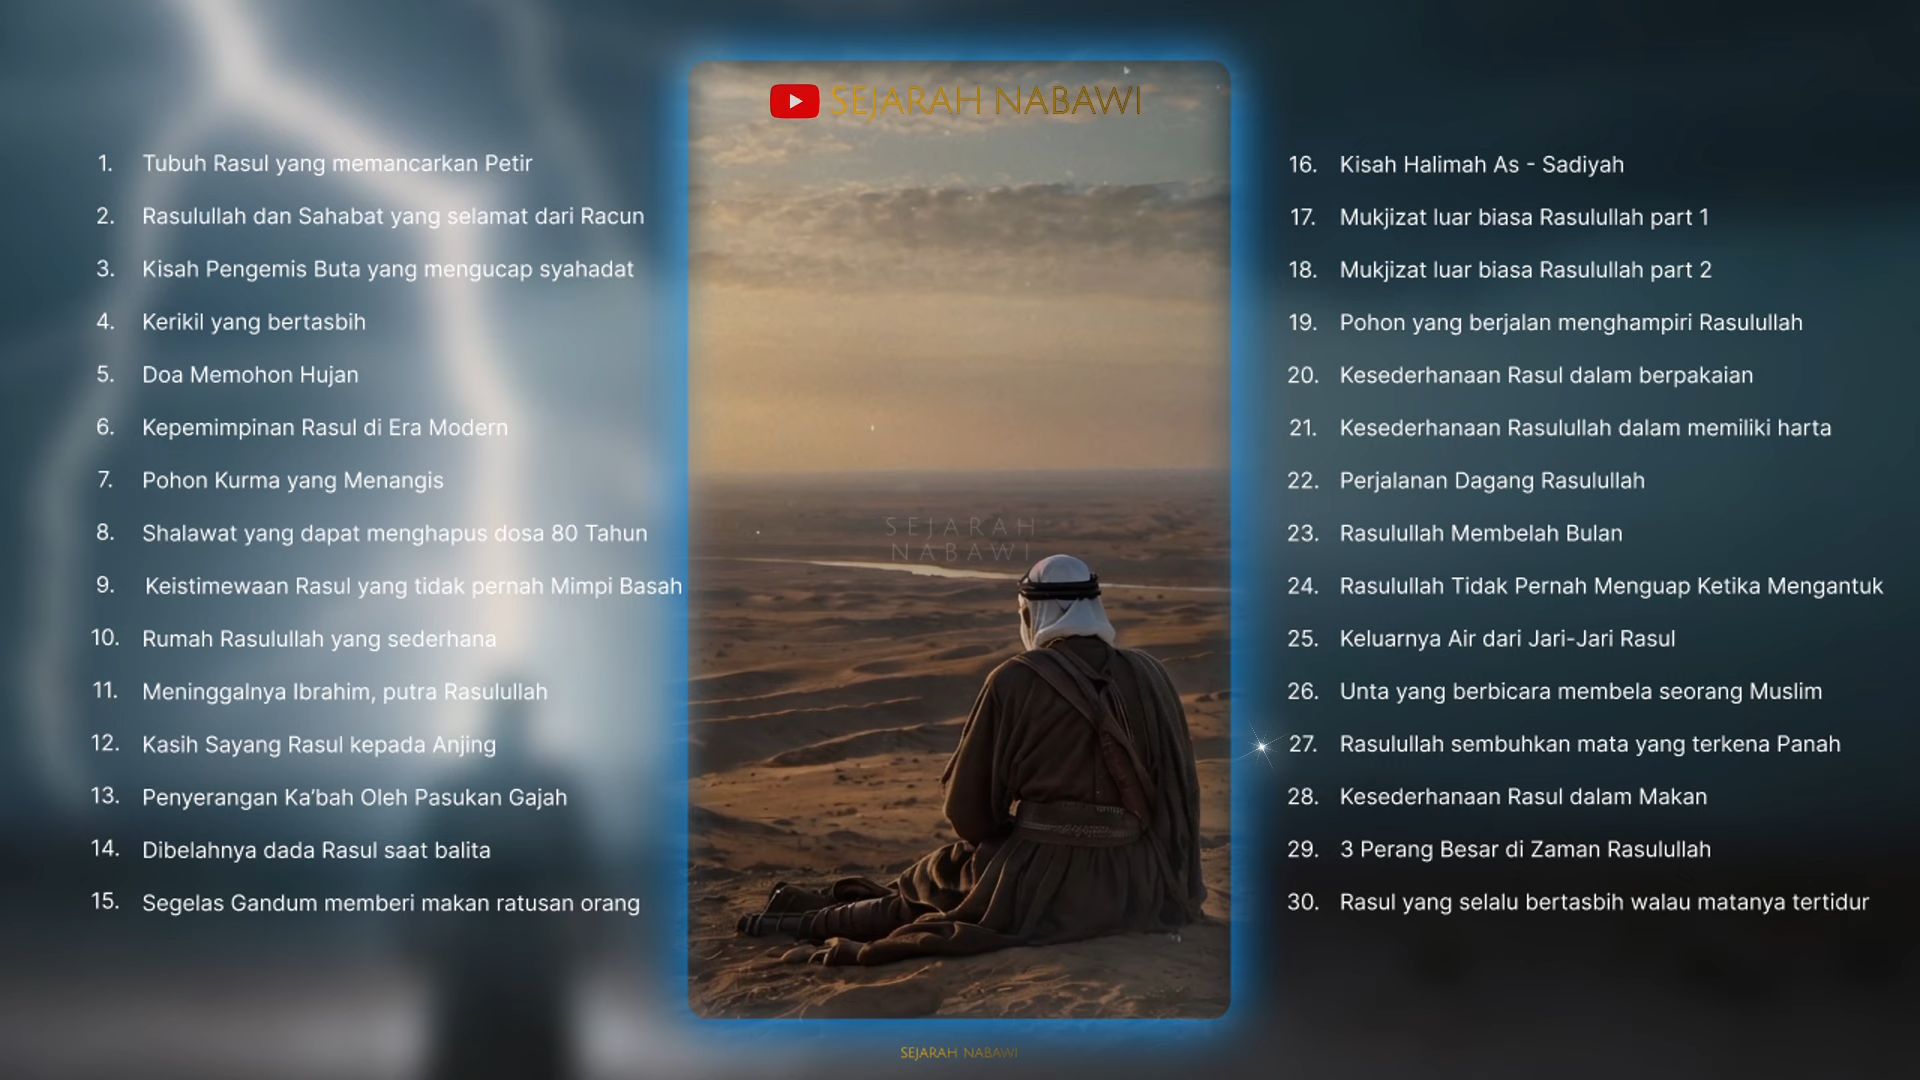 SEJARAH NABAWI
1. Tubuh Rasul yang memancarkan Petir
2. Rasulullah dan Sahabat yang selamat dari Racun
3. Kisah Pengemis Buta yang mengucap syahadat
4. Kerikil yang bertasbih
5. Doa Memohon Hujan
6. Kepemimpinan Rasul di Era Modern
7. Pohon Kurma yang Menangis
8. Shalawat yang dapat menghapus dosa 80 Tahun
9. Keistimewaan Rasul yang tidak pernah Mimpi Basah
10. Rumah Rasulullah yang sederhana
11. Meninggalnya Ibrahim, putra Rasulullah
12. Kasih Sayang Rasul kepada Anjing
13. Penyerangan Ka’bah Oleh Pasukan Gajah
14. Dibelahnya dada Rasul saat balita
15. Segelas Gandum memberi makan ratusan orang
SEJARAH
NABAWI
16. Kisah Halimah As - Sadiyah
17. Mukjizat luar biasa Rasulullah part 1
18. Mukjizat luar biasa Rasulullah part 2
19. Pohon yang berjalan menghampiri Rasulullah
20. Kesederhanaan Rasul dalam berpakaian
21. Kesederhanaan Rasulullah dalam memiliki harta
22. Perjalanan Dagang Rasulullah
23. Rasulullah Membelah Bulan
24. Rasulullah Tidak Pernah Menguap Ketika Mengantuk
25. Keluarnya Air dari Jari-Jari Rasul
26. Unta yang berbicara membela seorang Muslim
27. Rasulullah sembuhkan mata yang terkena Panah
28. Kesederhanaan Rasul dalam Makan
29. 3 Perang Besar di Zaman Rasulullah
30. Rasul yang selalu bertasbih walau matanya tertidur
SEJARAH NABAWI